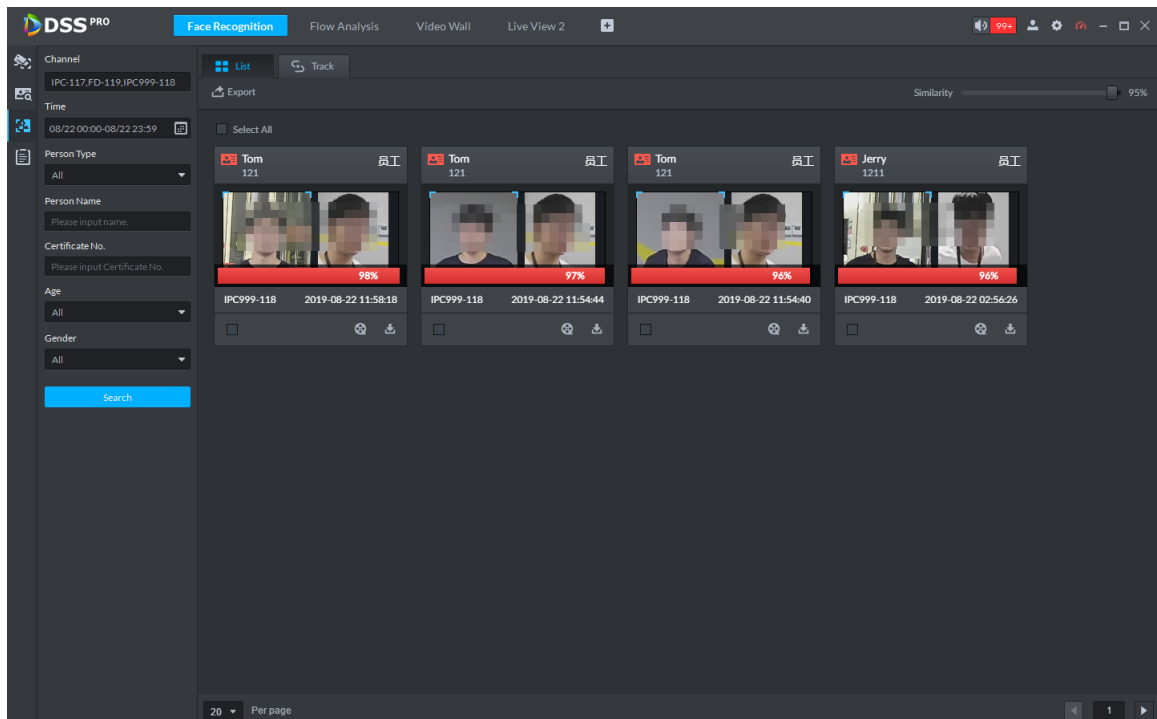 DSS PRO
Face Recognition
Flow Analysis
Video Wall
Live View 2
99+
Channel
IPC-117,FD-119,IPC999-118
Time
08/22 00:00-08/22 23:59
Person Type
All
Person Name
Please input name.
Certificate No.
Please input Certificate No.
Age
All
Gender
All
Search
List
Track
Export
Similarity
95%
Select All
Tom
员工
121
98%
IPC999-118 2019-08-22 11:58:18
Tom
员工
121
97%
IPC999-118 2019-08-22 11:54:44
Tom
员工
121
96%
IPC999-118 2019-08-22 11:54:40
Jerry
员工
1211
96%
IPC999-118 2019-08-22 02:56:26
20
Per page
1